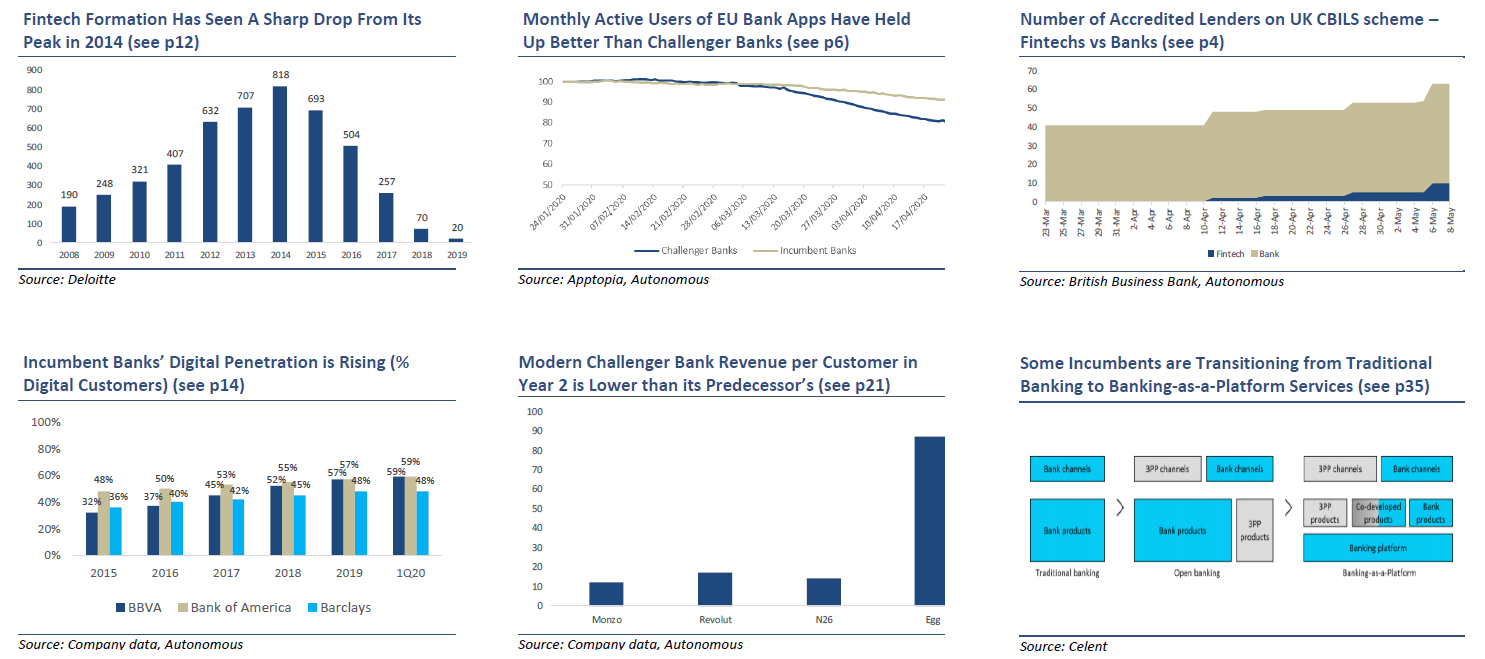 Fintech Formation Has Seen A Sharp Drop From Its
Peak in 2014 (see p12)
900
800
700
600
500
400
300
200
100
0
190
248
321
407
632
707
818
693
504
257
70
20
2008 2009 2010 2011 2012 2013 2014 2015 2016 2017 2018 2019
Source: Deloitte
Monthly Active Users of EU Bank Apps Have Held
Up Better Than Challenger Banks (see p6)
100
90
80
70
60
50
24/01/2020
31/01/2020
07/02/2020
14/02/2020
21/02/2020
28/02/2020
06/03/2020
13/03/2020
20/03/2020
27/03/2020
03/04/2020
10/04/2020
17/04/2020
Challenger Banks Incumbent Banks
Source: Apptopia, Autonomous
Number of Accredited Lenders on UK CBILS scheme –
Fintechs vs Banks (see p4)
70
60
50
40
30
20
10
0
23-Mar
25-Mar
27-Mar
29-Mar
31-Mar
2-Apr
4-Apr
6-Apr
8-Apr
10-Apr
12-Apr
14-Apr
16-Apr
18-Apr
20-Apr
22-Apr
24-Apr
26-Apr
28-Apr
30-Apr
2-May
4-May
6-May
8-May
Fintech Bank
Source: British Business Bank, Autonomous
Incumbent Banks’ Digital Penetration is Rising (%
Digital Customers) (see p14)
100%
80%
60%
40%
20%
0%
32% 48% 36%
37% 50% 40%
45% 53% 42%
52% 55% 45%
57% 57% 48%
59% 59% 48%
2015 2016 2017 2018 2019 1Q20
BBVA Bank of America Barclays
Source: Company data, Autonomous
Modern Challenger Bank Revenue per Customer in
Year 2 is Lower than its Predecessor’s (see p21)
100
90
80
70
60
50
40
30
20
10
0
Monzo Revolut N26 Egg
Source: Company data, Autonomous
Some Incumbents are Transitioning from Traditional
Banking to Banking-as-a-Platform Services (see p35)
Bank channels
Bank products
Traditional banking
3PP channels Bank channels
Bank products
3PP
products
Open banking
3PP channels Bank channels
3PP
products
Co-developed
products
Bank
products
Banking platform
Banking-as-a-Platform
Source: Celent